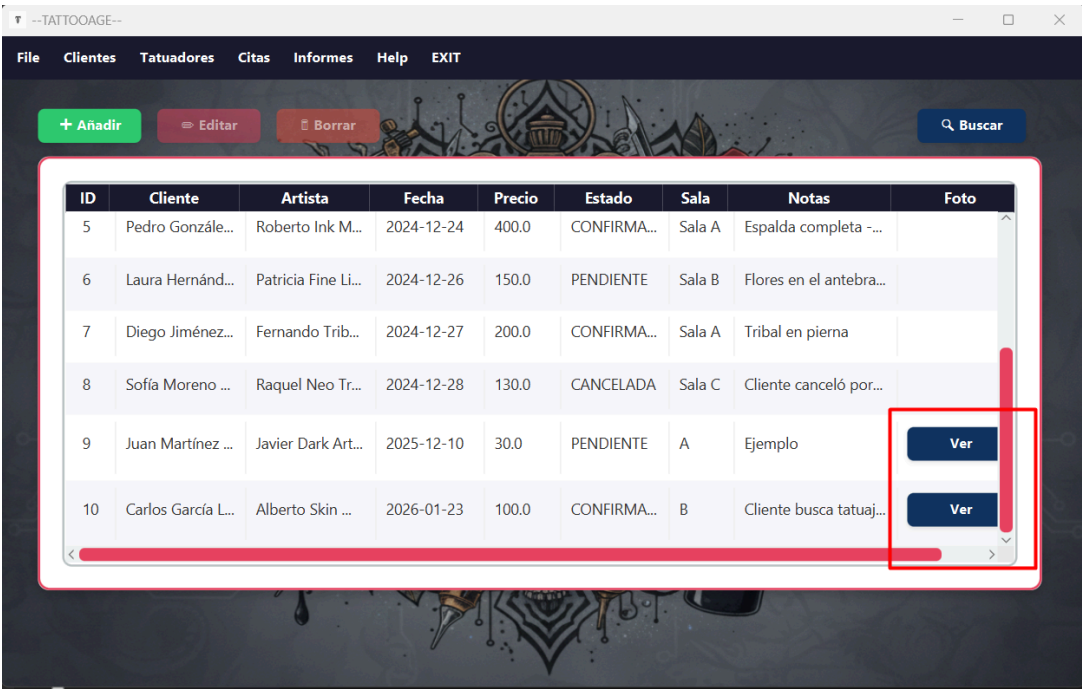 --TATTOOAGE--
File Clientes Tatuadores Citas Informes Help EXIT
+ Añadir Editar Borrar Buscar
ID Cliente Artista Fecha Precio Estado Sala Notas Foto
5 Pedro Gonzále... Roberto Ink M... 2024-12-24 400.0 CONFIRMA... Sala A Espalda completa -...
6 Laura Hernánd... Patricia Fine Li... 2024-12-26 150.0 PENDIENTE Sala B Flores en el antebra...
7 Diego Jiménez... Fernando Trib... 2024-12-27 200.0 CONFIRMA... Sala A Tribal en pierna
8 Sofía Moreno ... Raquel Neo Tr... 2024-12-28 130.0 CANCELADA Sala C Cliente canceló por...
9 Juan Martínez ... Javier Dark Art... 2025-12-10 30.0 PENDIENTE A Ejemplo Ver
10 Carlos García L... Alberto Skin ... 2026-01-23 100.0 CONFIRMA... B Cliente busca tatuaj... Ver